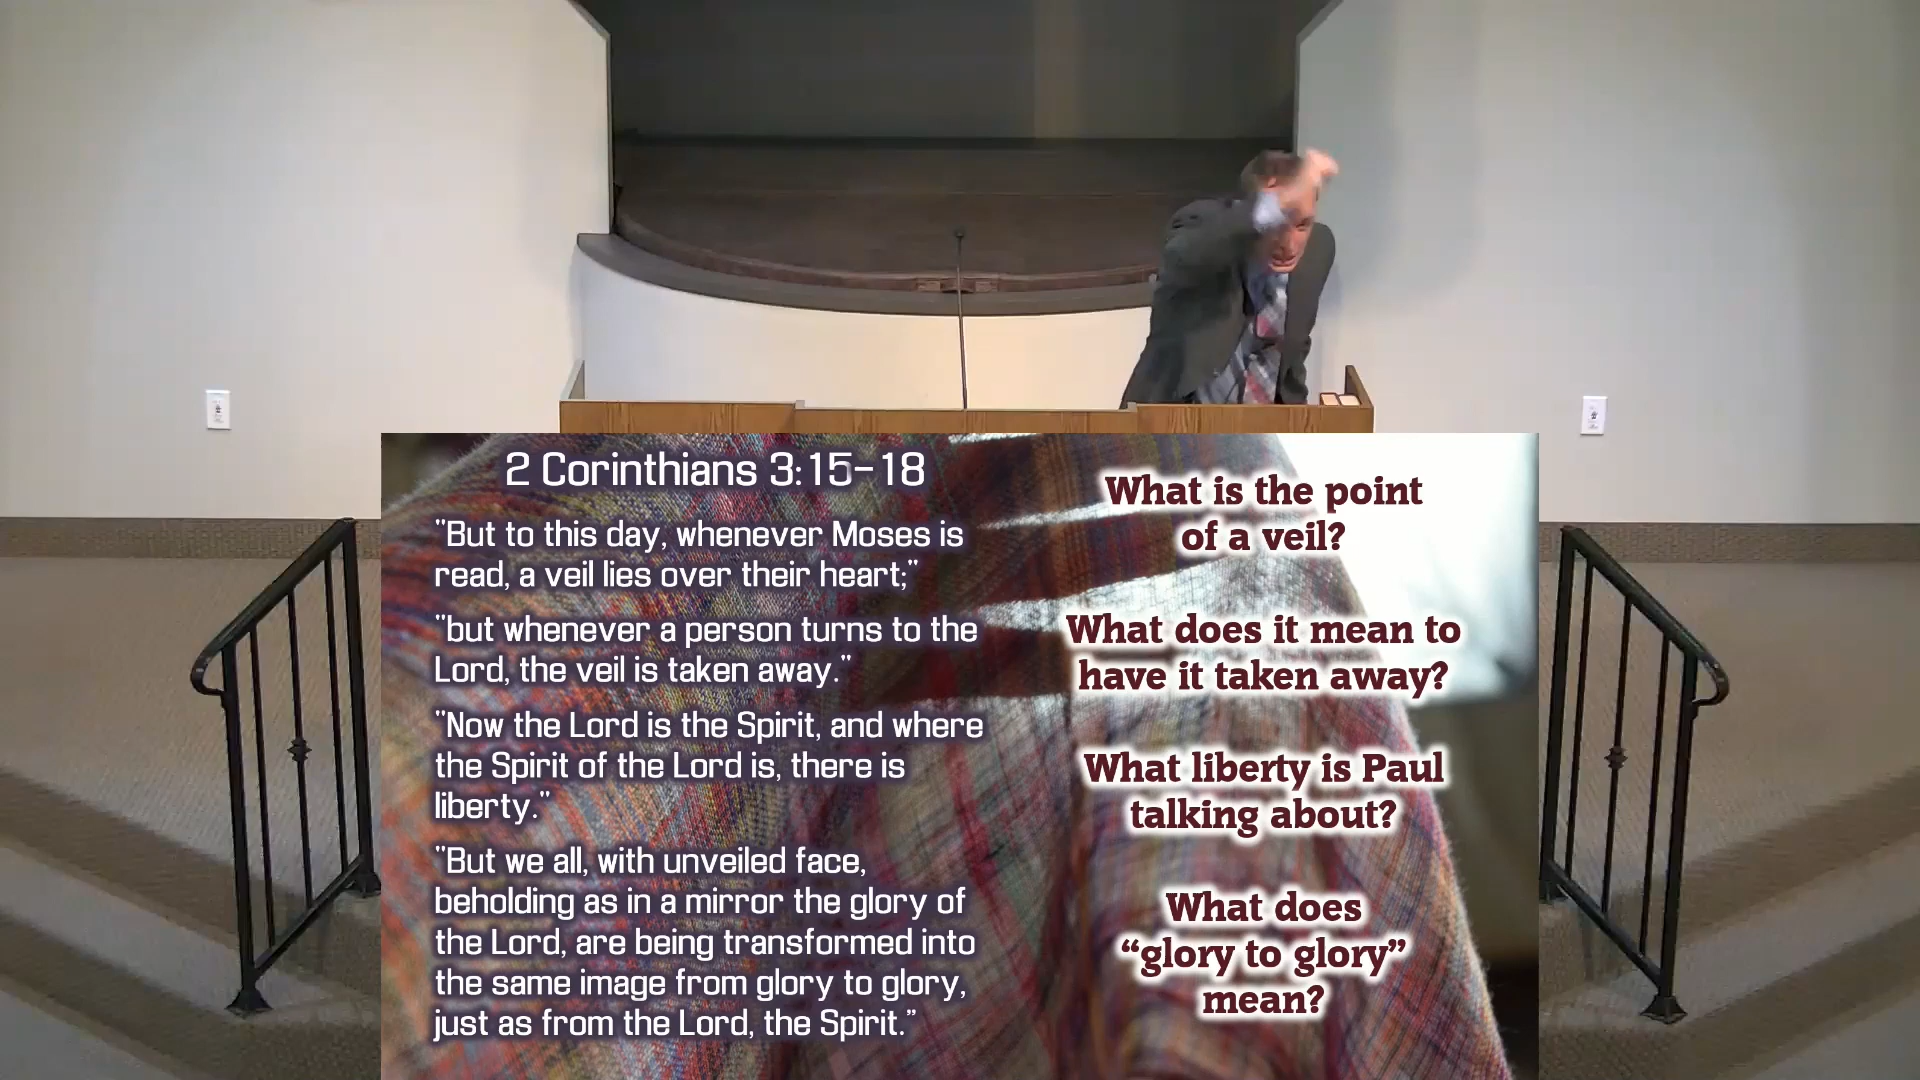 2 Corinthians 3:15-18
"But to this day, whenever Moses is
read, a veil lies over their heart;"
"but whenever a person turns to the
Lord, the veil is taken away."
"Now the Lord is the Spirit, and where
the Spirit of the Lord is, there is
liberty."
"But we all, with unveiled face,
beholding as in a mirror the glory of
the Lord, are being transformed into
the same image from glory to glory,
just as from the Lord, the Spirit."
What is the point
of a veil?
What does it mean to
have it taken away?
What liberty is Paul
talking about?
What does
“glory to glory”
mean?